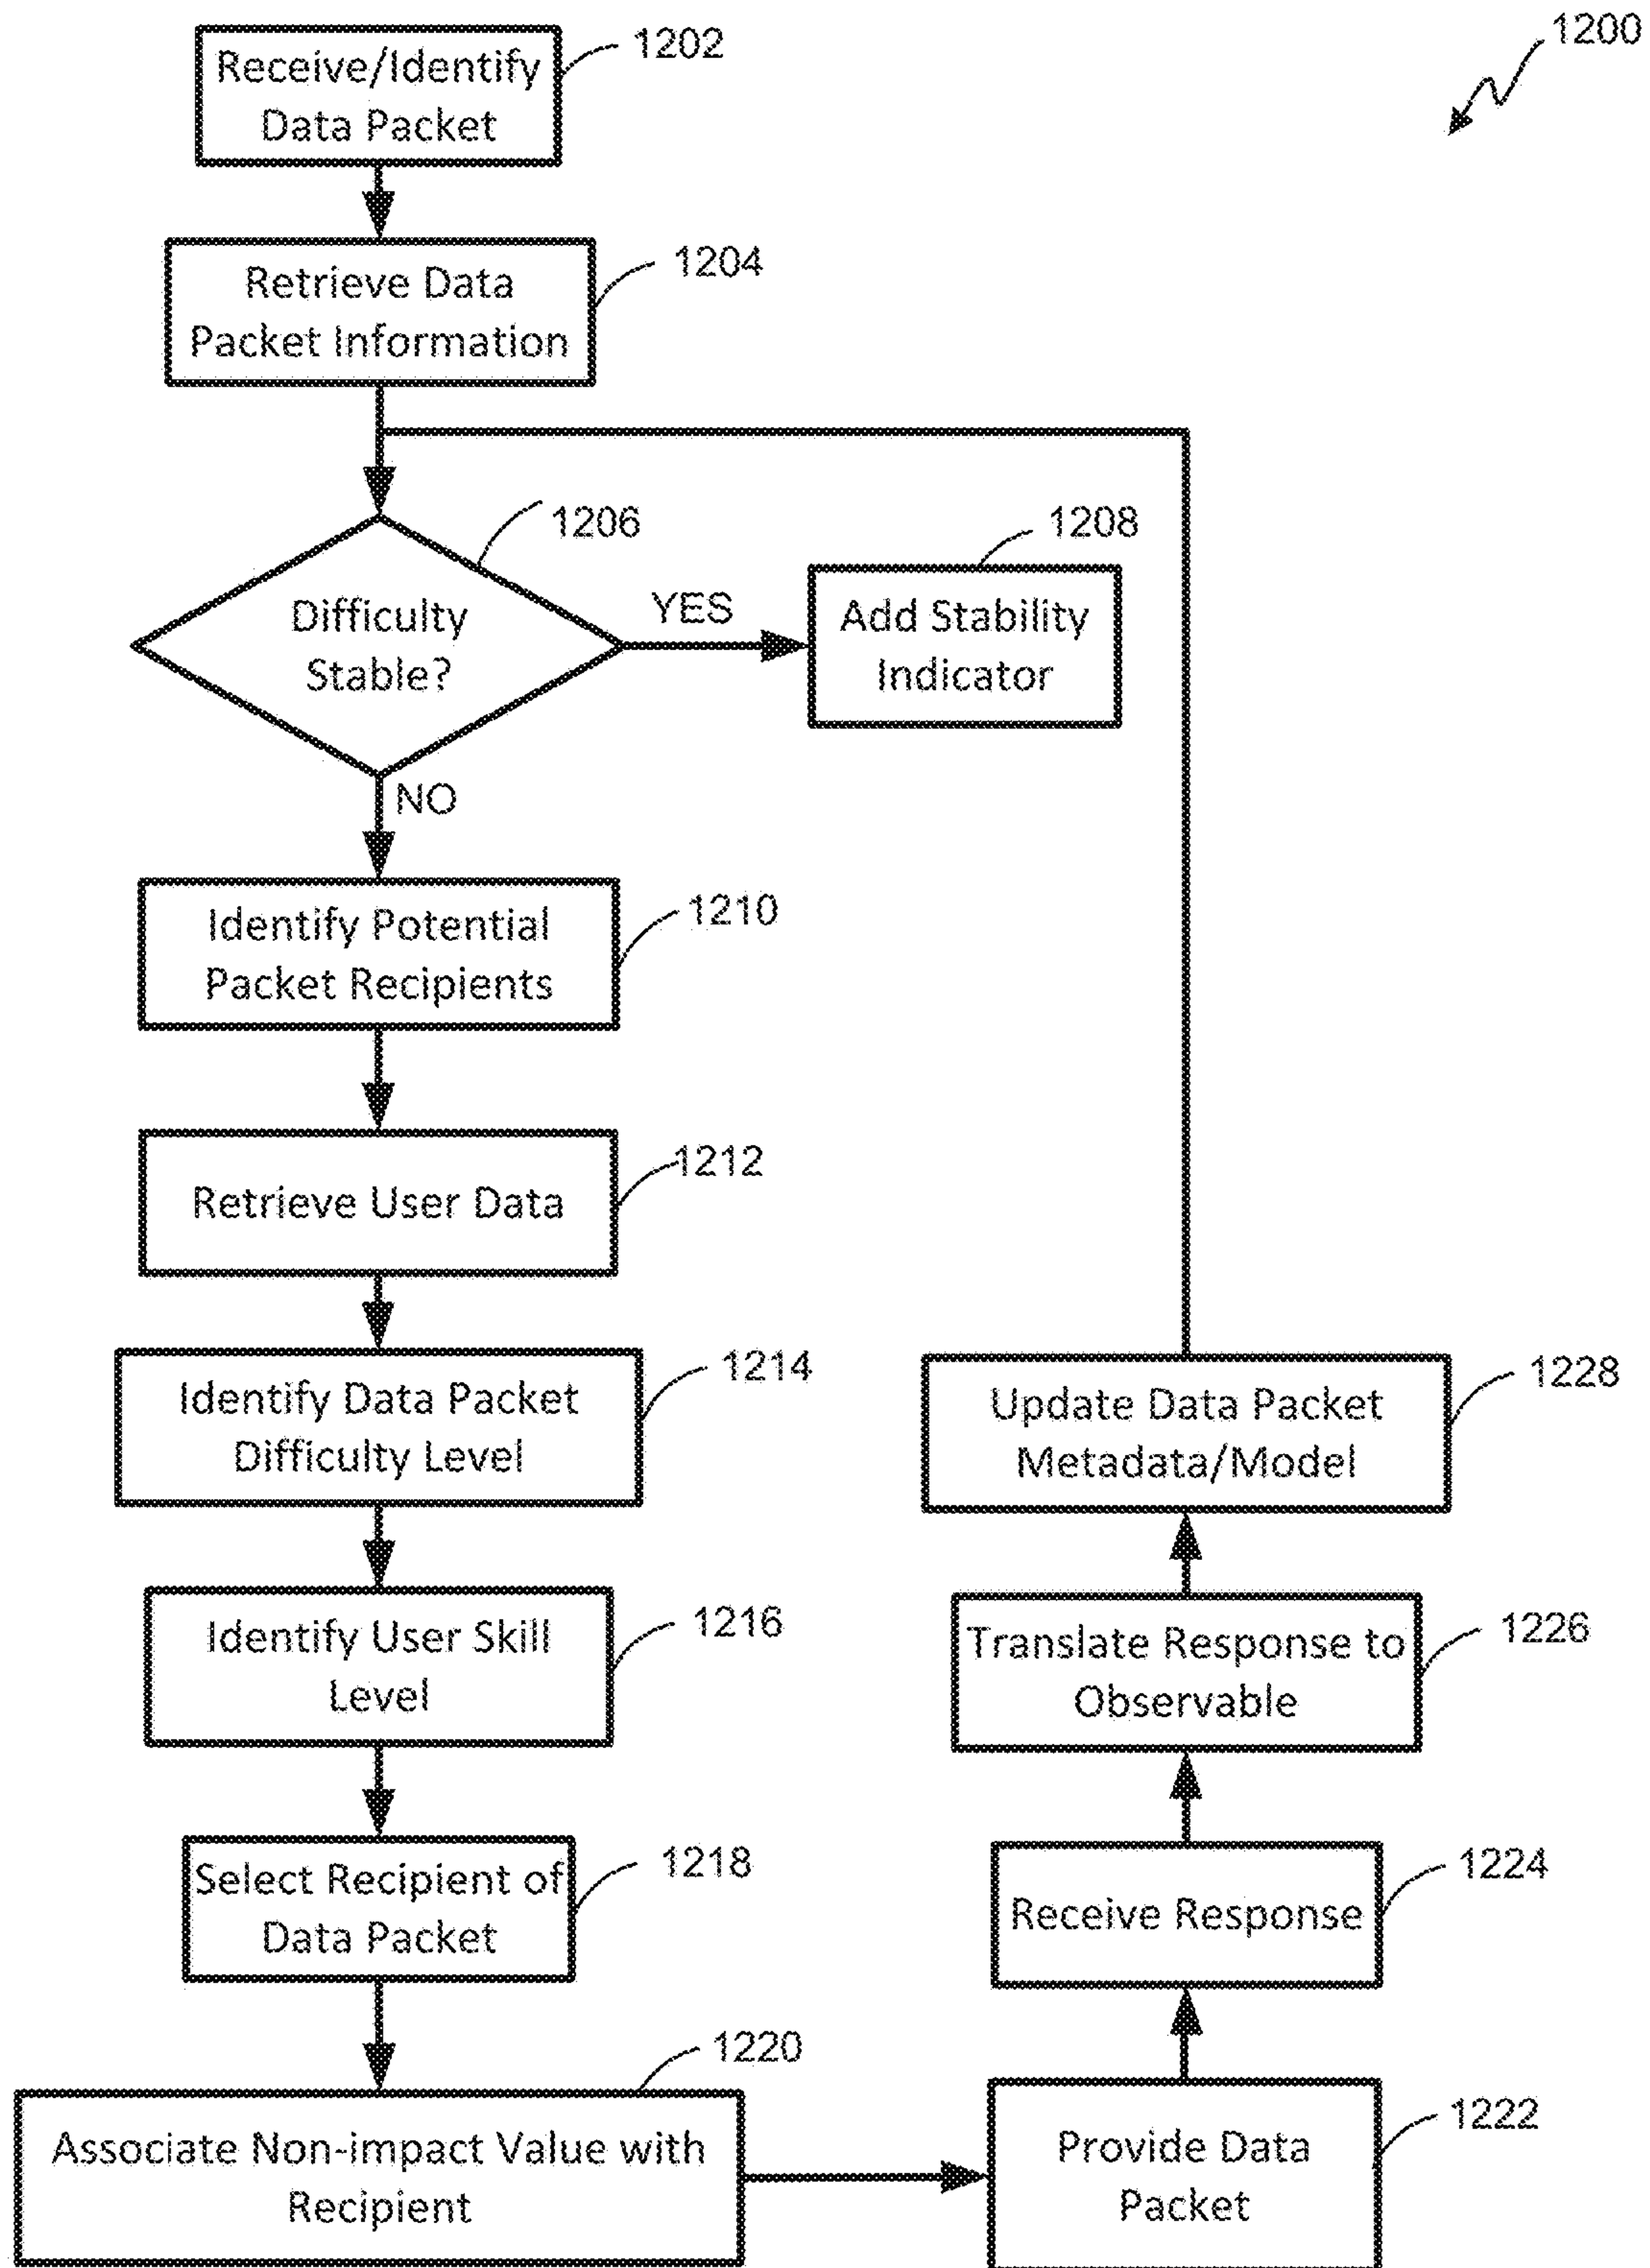 1200
Receive/Identify
Data Packet
1202
Retrieve Data
Packet Information
1204
Difficulty
Stable?
1206
YES
Add Stability
Indicator
1208
NO
Identify Potential
Packet Recipients
1210
Retrieve User Data
1212
Identify Data Packet
Difficulty Level
1214
Identify User Skill
Level
1216
Select Recipient of
Data Packet
1218
Associate Non-impact Value with
Recipient
1220
Provide Data
Packet
1222
Receive Response
1224
Translate Response to
Observable
1226
Update Data Packet
Metadata/Model
1228